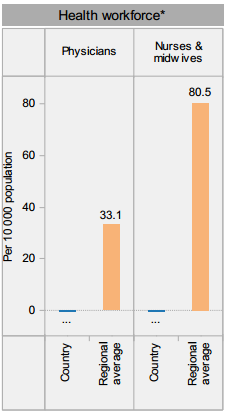 Health workforce*
Physicians
Nurses &
midwives
Per 10 000 population
80
60
40
20
0
33.1
80.5
...
...
Country
Regional
average
Country
Regional
average